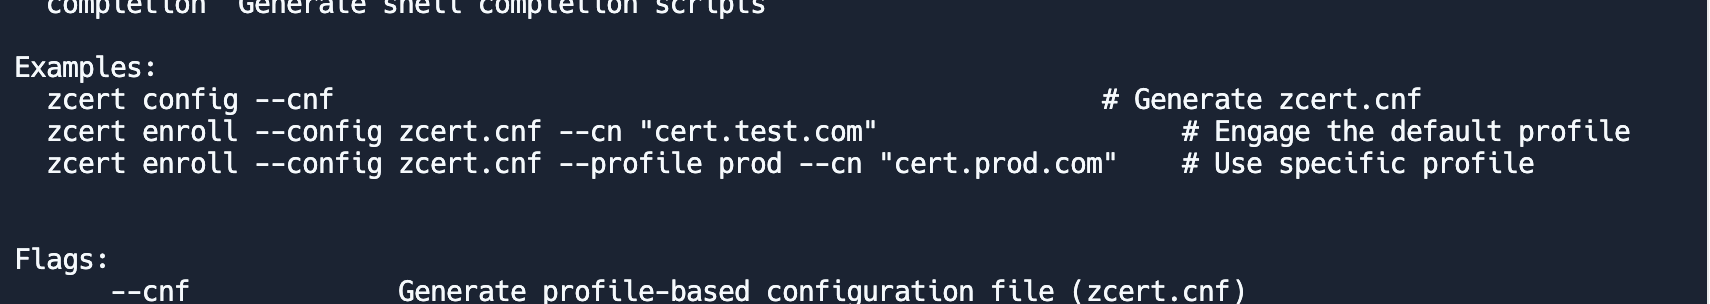 completion  Generate shell completion scripts
Examples:
zcert config --cnf                                                # Generate zcert.cnf
zcert enroll --config zcert.cnf --cn "cert.test.com"                   # Engage the default profile
zcert enroll --config zcert.cnf --profile prod --cn "cert.prod.com"    # Use specific profile
Flags:
--cnf             Generate profile-based configuration file (zcert.cnf)